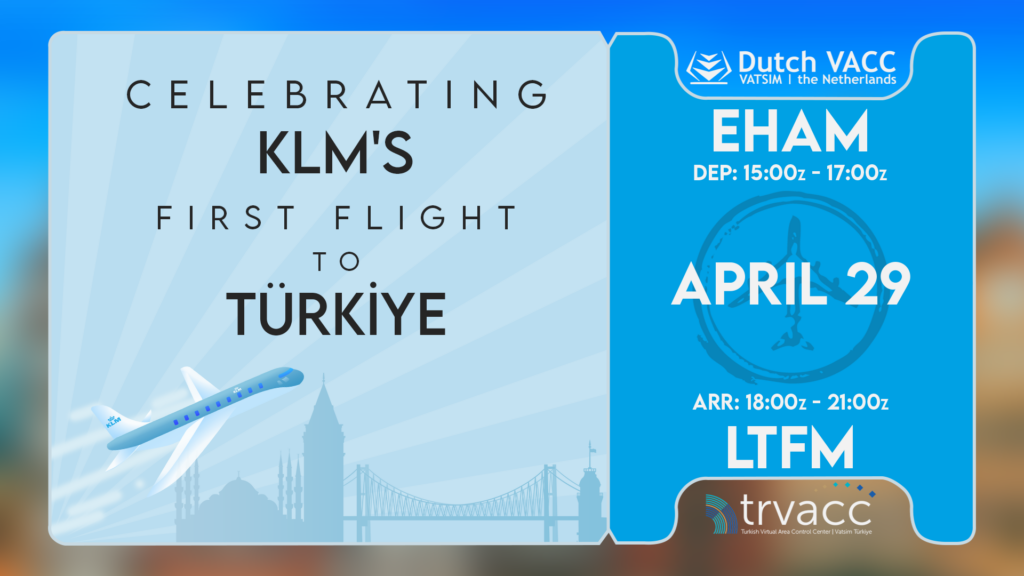 CELEBRATING
KLM'S
FIRST FLIGHT
TO
TÜRKİYE
KLM
Dutch VACC
VATSIM | the Netherlands
EHAM
DEP: 15:00z - 17:00z
APRIL 29
ARR: 18:00z - 21:00z
LTFM
trvacc
Turkish Virtual Area Control Center | Vatsim Türkiye